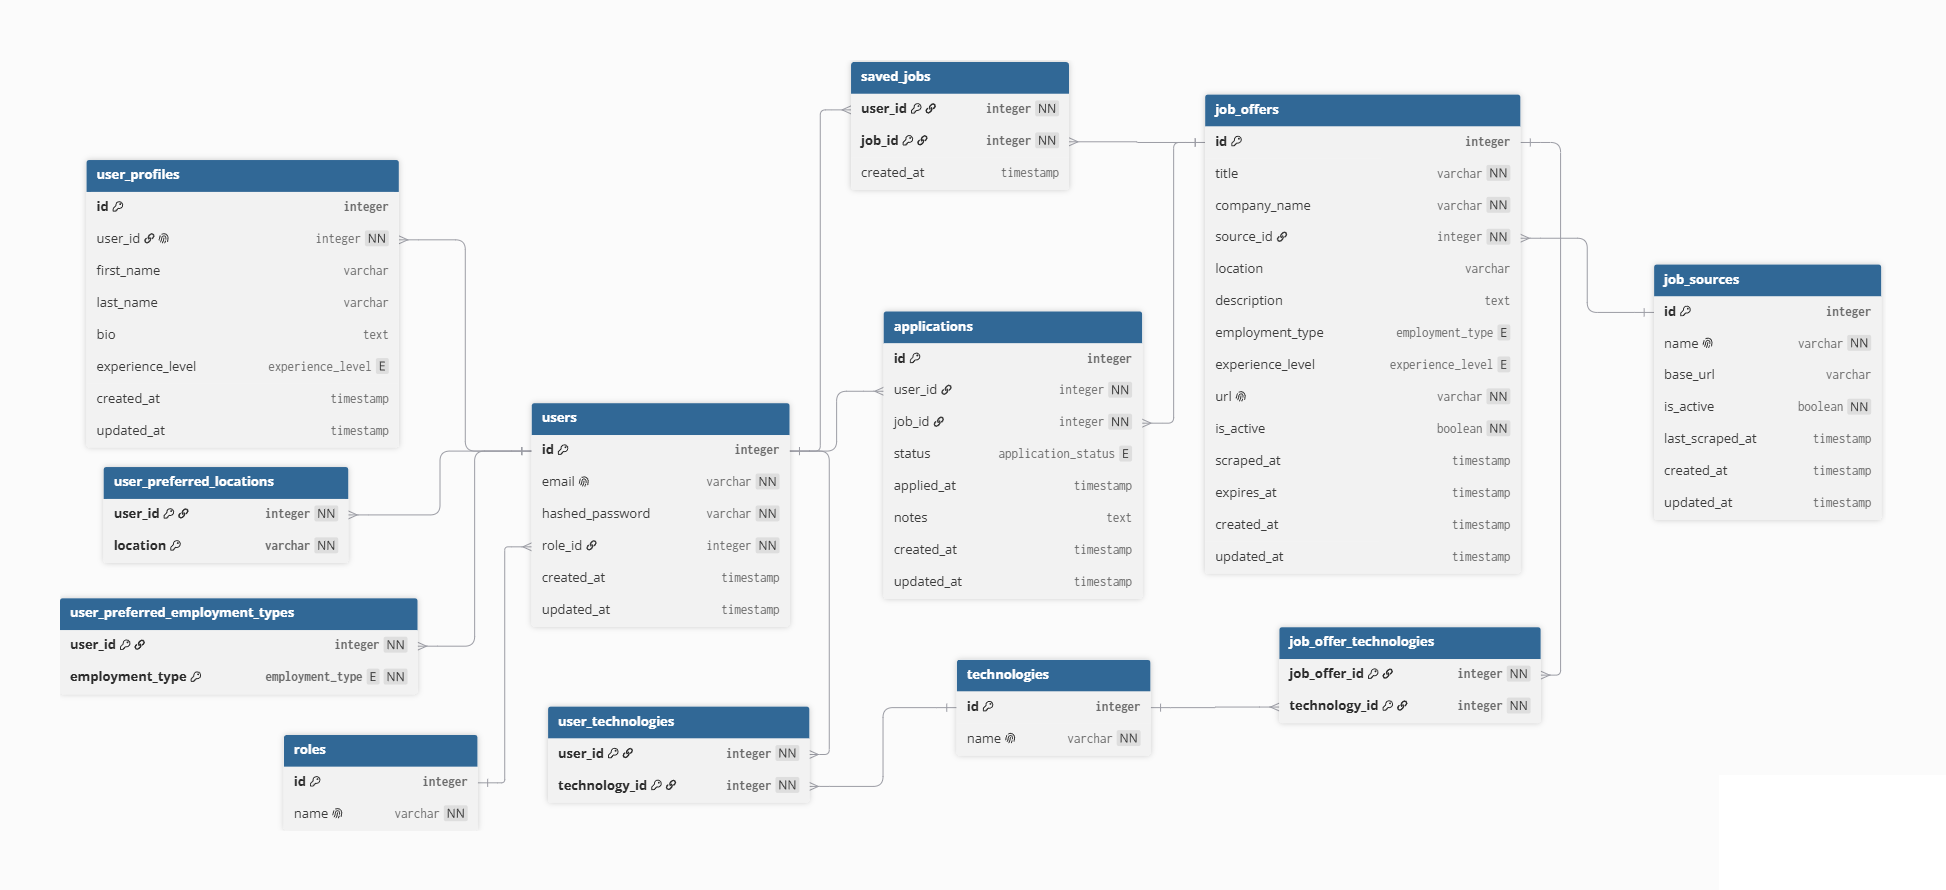 saved_jobs
user_id integer NN
job_id integer NN
created_at timestamp
job_offers
id integer
title varchar NN
company_name varchar NN
source_id integer NN
location varchar
description text
employment_type employment_type E
experience_level experience_level E
url varchar NN
is_active boolean NN
scraped_at timestamp
expires_at timestamp
created_at timestamp
updated_at timestamp
user_profiles
id integer
user_id integer NN
first_name varchar
last_name varchar
bio text
experience_level experience_level E
created_at timestamp
updated_at timestamp
job_sources
id integer
name varchar NN
base_url varchar
is_active boolean NN
last_scraped_at timestamp
created_at timestamp
updated_at timestamp
applications
id integer
user_id integer NN
job_id integer NN
status application_status E
applied_at timestamp
notes text
created_at timestamp
updated_at timestamp
users
id integer
email varchar NN
hashed_password varchar NN
role_id integer NN
created_at timestamp
updated_at timestamp
user_preferred_locations
user_id integer NN
location varchar NN
user_preferred_employment_types
user_id integer NN
employment_type employment_type E NN
job_offer_technologies
job_offer_id integer NN
technology_id integer NN
technologies
id integer
name varchar NN
user_technologies
user_id integer NN
technology_id integer NN
roles
id integer
name varchar NN